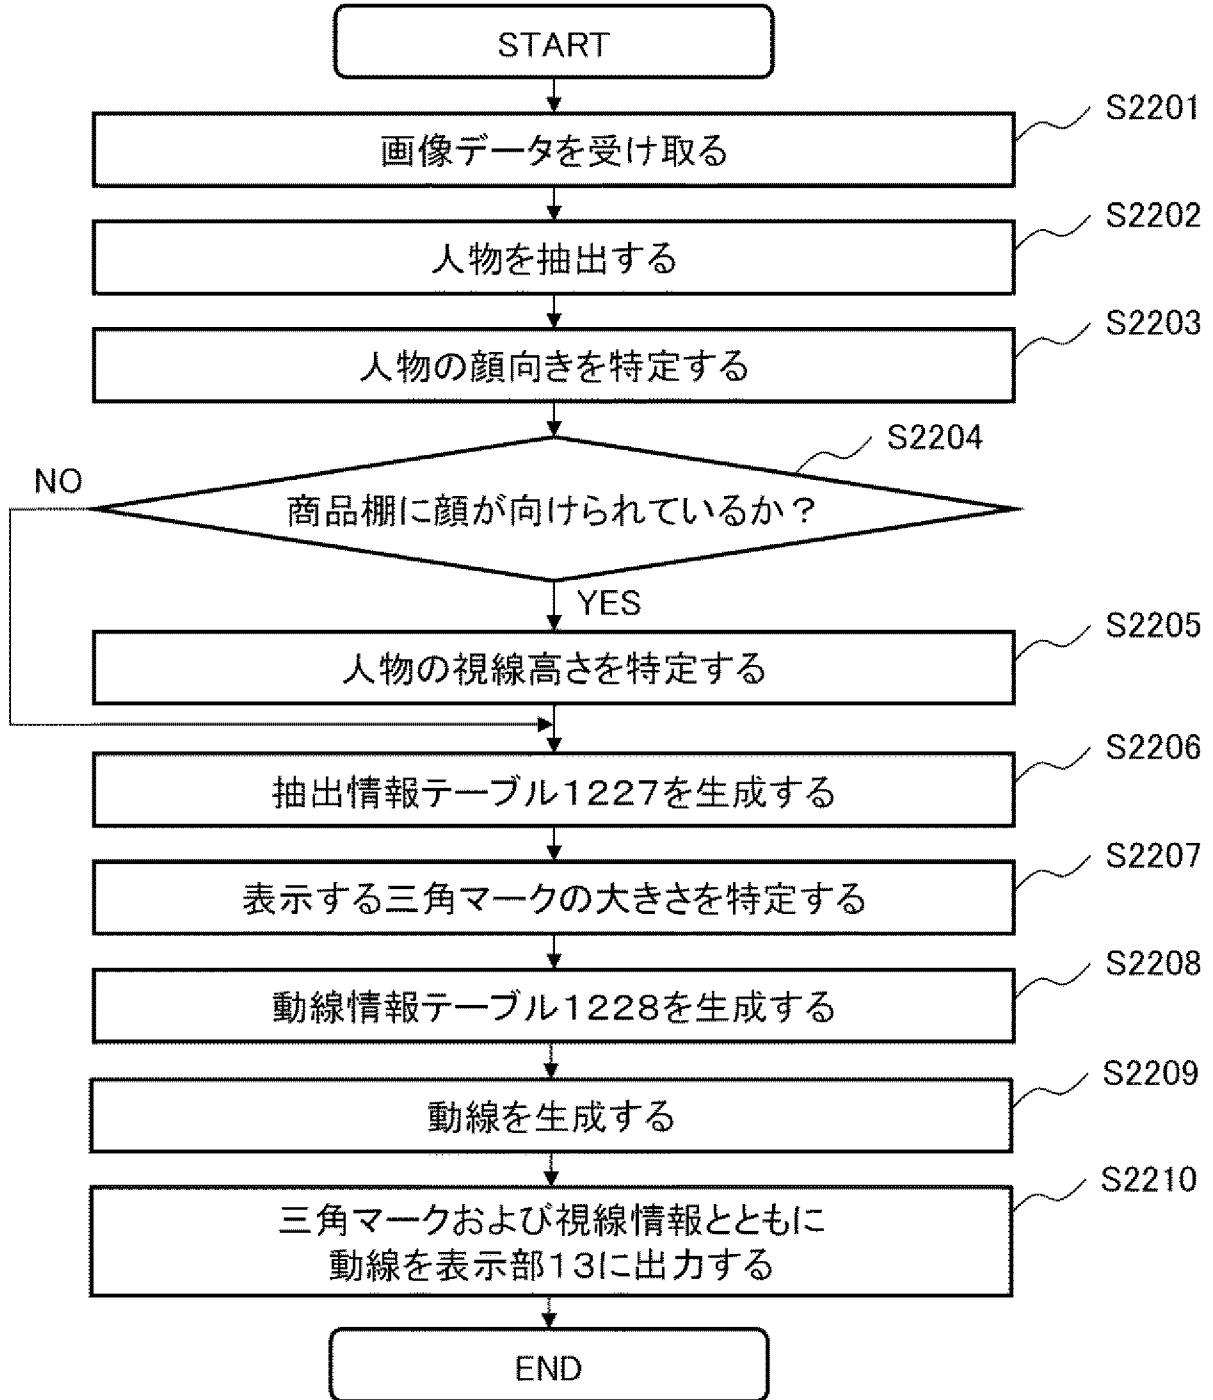 START
S2201
画像データを受け取る
S2202
人物を抽出する
S2203
人物の顔向きを特定する
S2204
NO
商品棚に顔が向けられているか？
YES
S2205
人物の視線高さを特定する
S2206
抽出情報テーブル１２２７を生成する
S2207
表示する三角マークの大きさを特定する
S2208
動線情報テーブル１２２８を生成する
S2209
動線を生成する
S2210
三角マークおよび視線情報とともに
動線を表示部１３に出力する
END